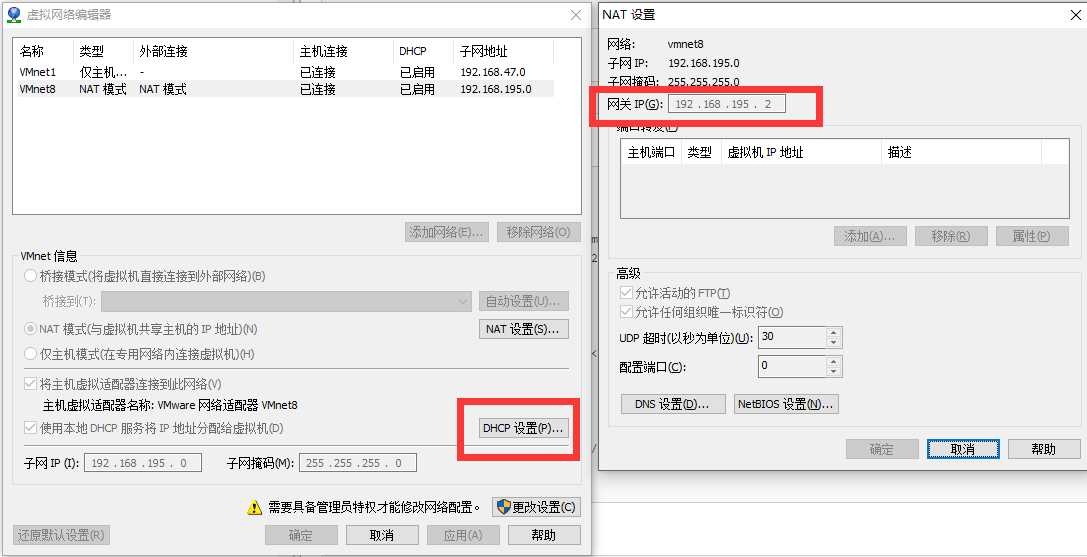 虚拟网络编辑器
名称 类型 外部连接 主机连接 DHCP 子网地址
VMnet1 仅主机... - 已连接 已启用 192.168.47.0
VMnet8 NAT 模式 NAT 模式 已连接 已启用 192.168.195.0
添加网络(E)... 移除网络(O)
VMnet 信息
桥接模式(将虚拟机直接连接到外部网络)(B)
桥接到(T): 自动设置(U)...
NAT 模式(与虚拟机共享主机的 IP 地址)(N) NAT 设置(S)...
仅主机模式(在专用网络内连接虚拟机)(H)
将主机虚拟适配器连接到此网络(V)
主机虚拟适配器名称: VMware 网络适配器 VMnet8
使用本地 DHCP 服务将 IP 地址分配给虚拟机(D) DHCP 设置(P)...
子网 IP (I): 192 . 168 . 195 . 0 子网掩码(M): 255 . 255 . 255 . 0
需要具备管理员特权才能修改网络配置。 更改设置(C)
还原默认设置(R) 确定 取消 应用(A) 帮助
NAT 设置
网络: vmnet8
子网 IP: 192.168.195.0
子网掩码: 255.255.255.0
网关 IP(G): 192 . 168 . 195 . 2
端口转发(F)
主机端口 类型 虚拟机 IP 地址 描述
添加(A)... 移除(R) 属性(P)
高级
允许活动的 FTP(T)
允许任何组织唯一标识符(O)
UDP 超时(以秒为单位)(U): 30
配置端口(C): 0
DNS 设置(D)... NetBIOS 设置(N)...
确定 取消 帮助